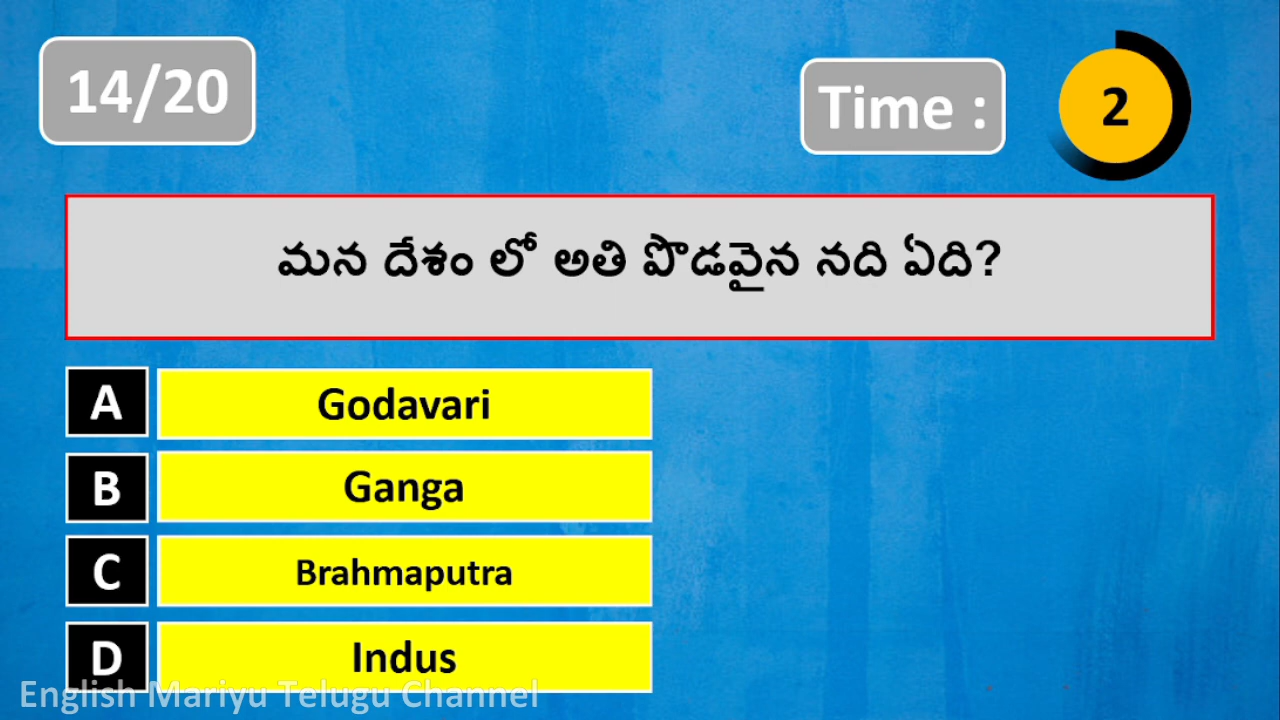 14/20
Time :
2
మన దేశం లో అతి పొడవైన నది ఏది?
A
Godavari
B
Ganga
C
Brahmaputra
D
Indus
English Mariyu Telugu Channel